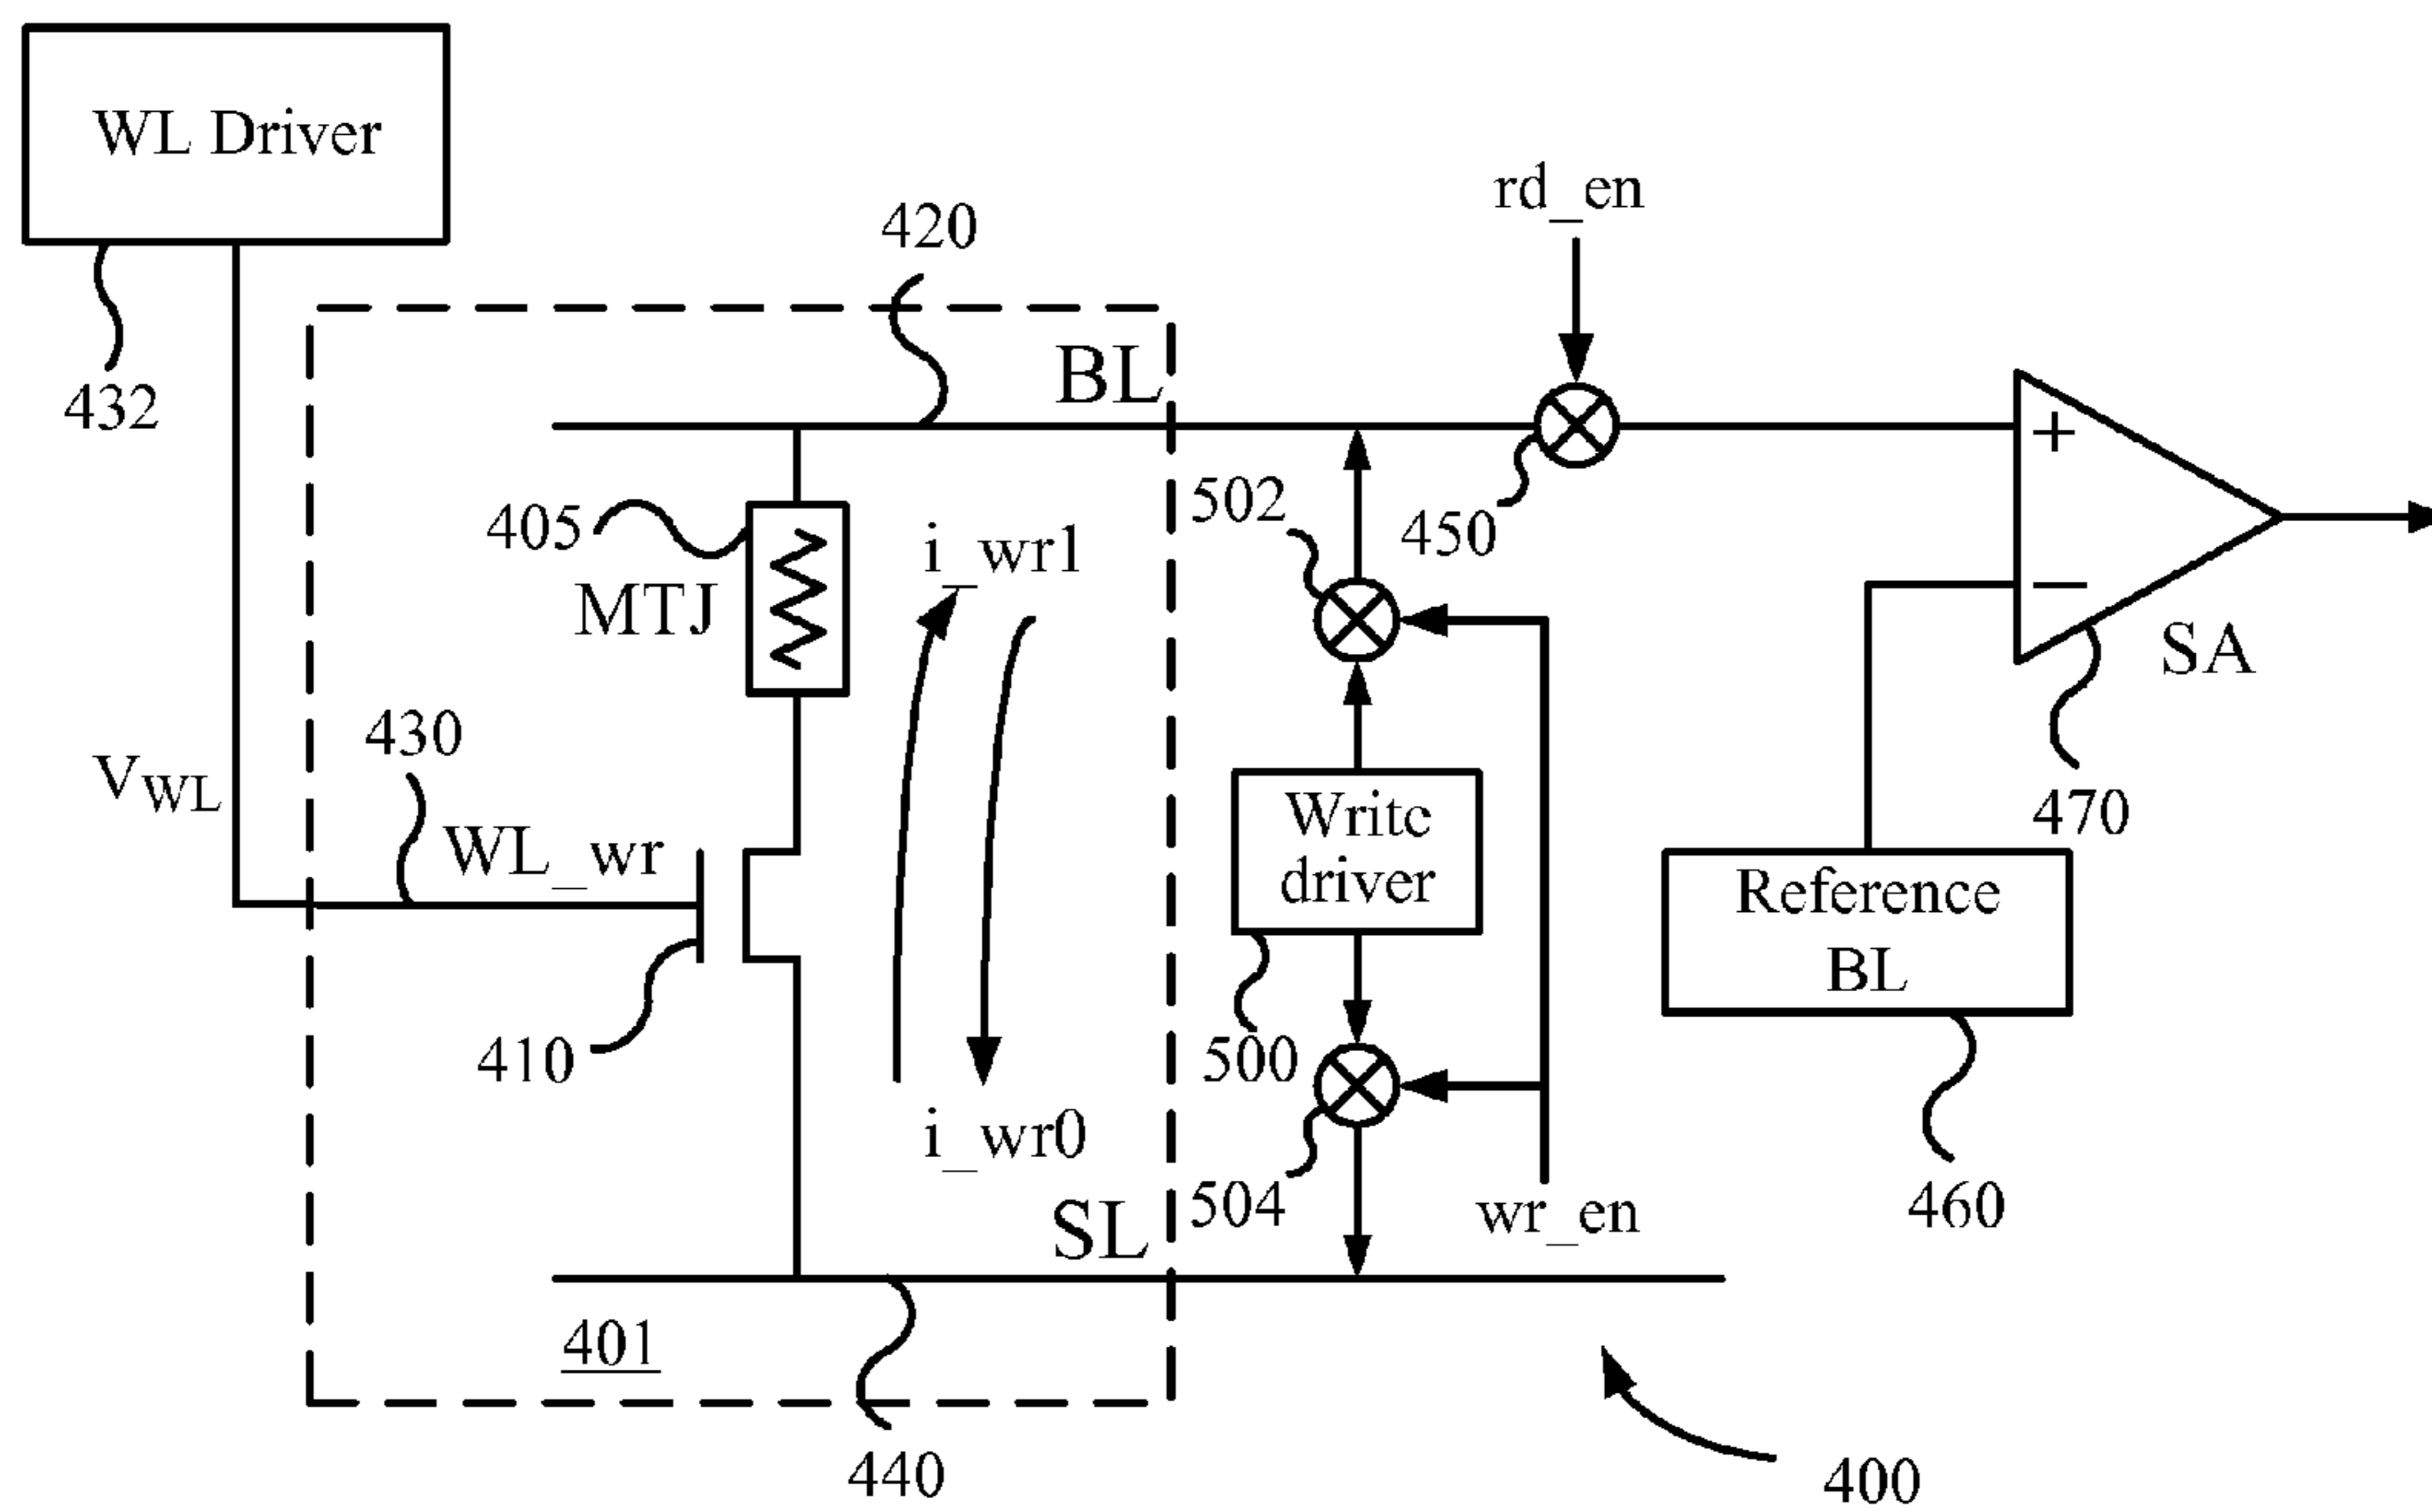 WL Driver
432
420
rd_en
BL
405
MTJ
i_wr1
502
450
+
−
SA
430
V_WL
WL_wr
Write
driver
470
Reference
BL
410
500
i_wr0
504
wr_en
460
SL
401
440
400